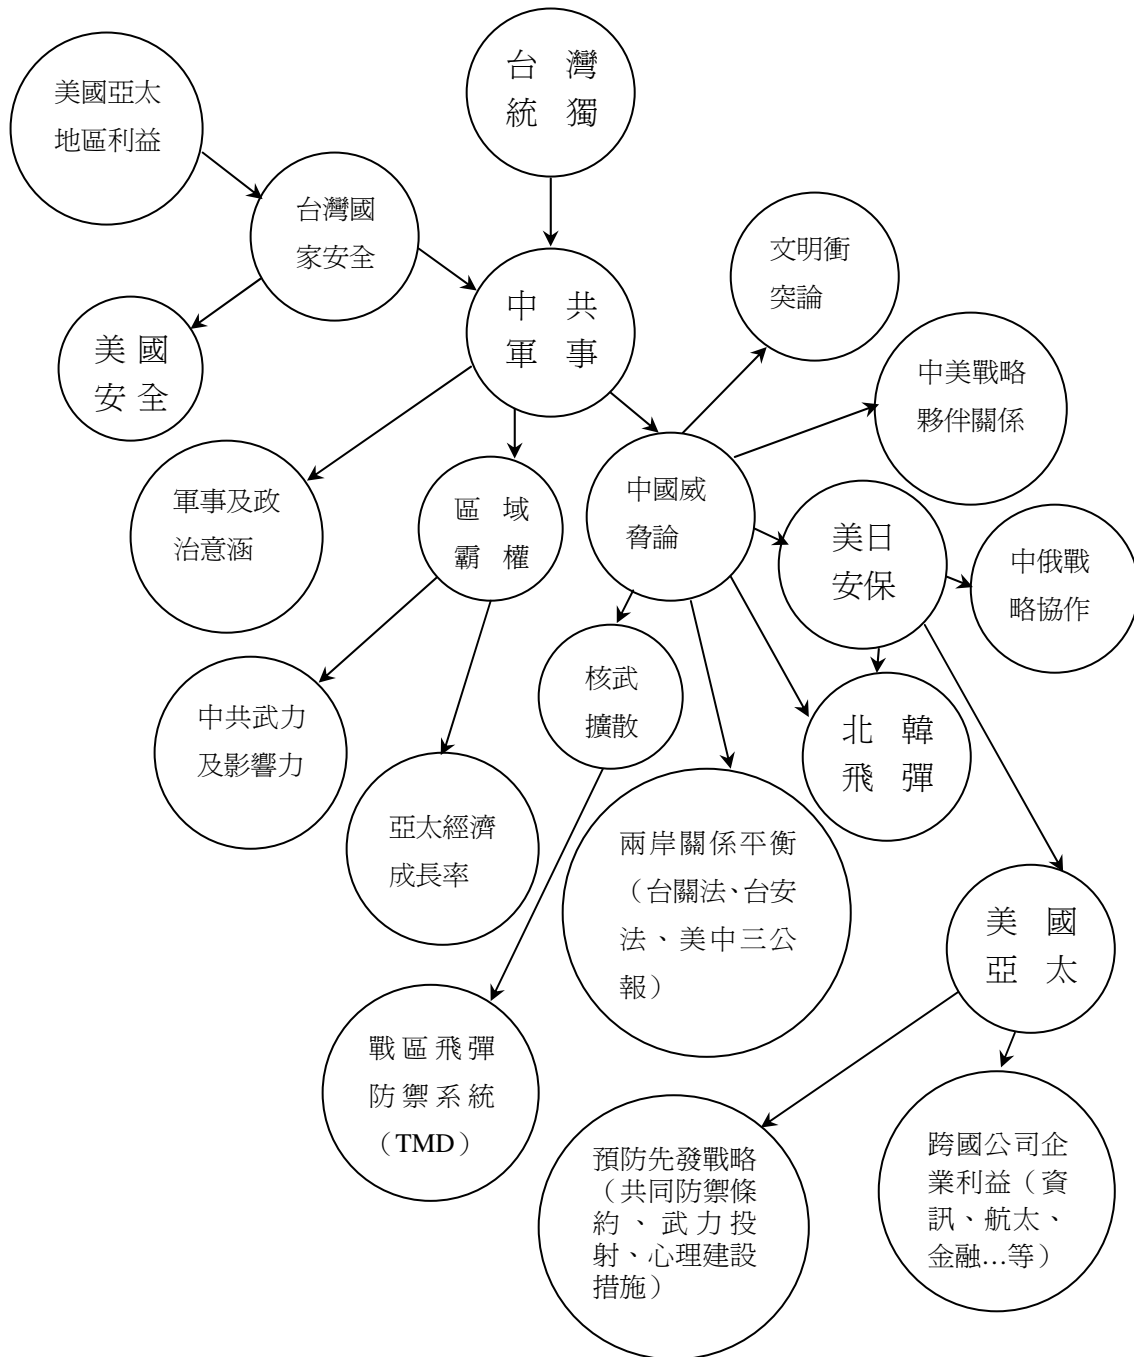 台灣
統獨
美國亞太
地區利益
台灣國
家安全
文明衝
突論
中共
軍事
美國
安全
中美戰略
夥伴關係
軍事及政
治意涵
區域
霸權
中國威
脅論
美日
安保
中俄戰
略協作
核武
擴散
中共武力
及影響力
北韓
飛彈
亞太經濟
成長率
兩岸關係平衡
（台關法、台安
法、美中三公
報）
美國
亞太
戰區飛彈
防禦系統
（TMD）
預防先發戰略
（共同防禦條
約、武力投
射、心理建設
措施）
跨國公司企
業利益（資
訊、航太、
金融...等）